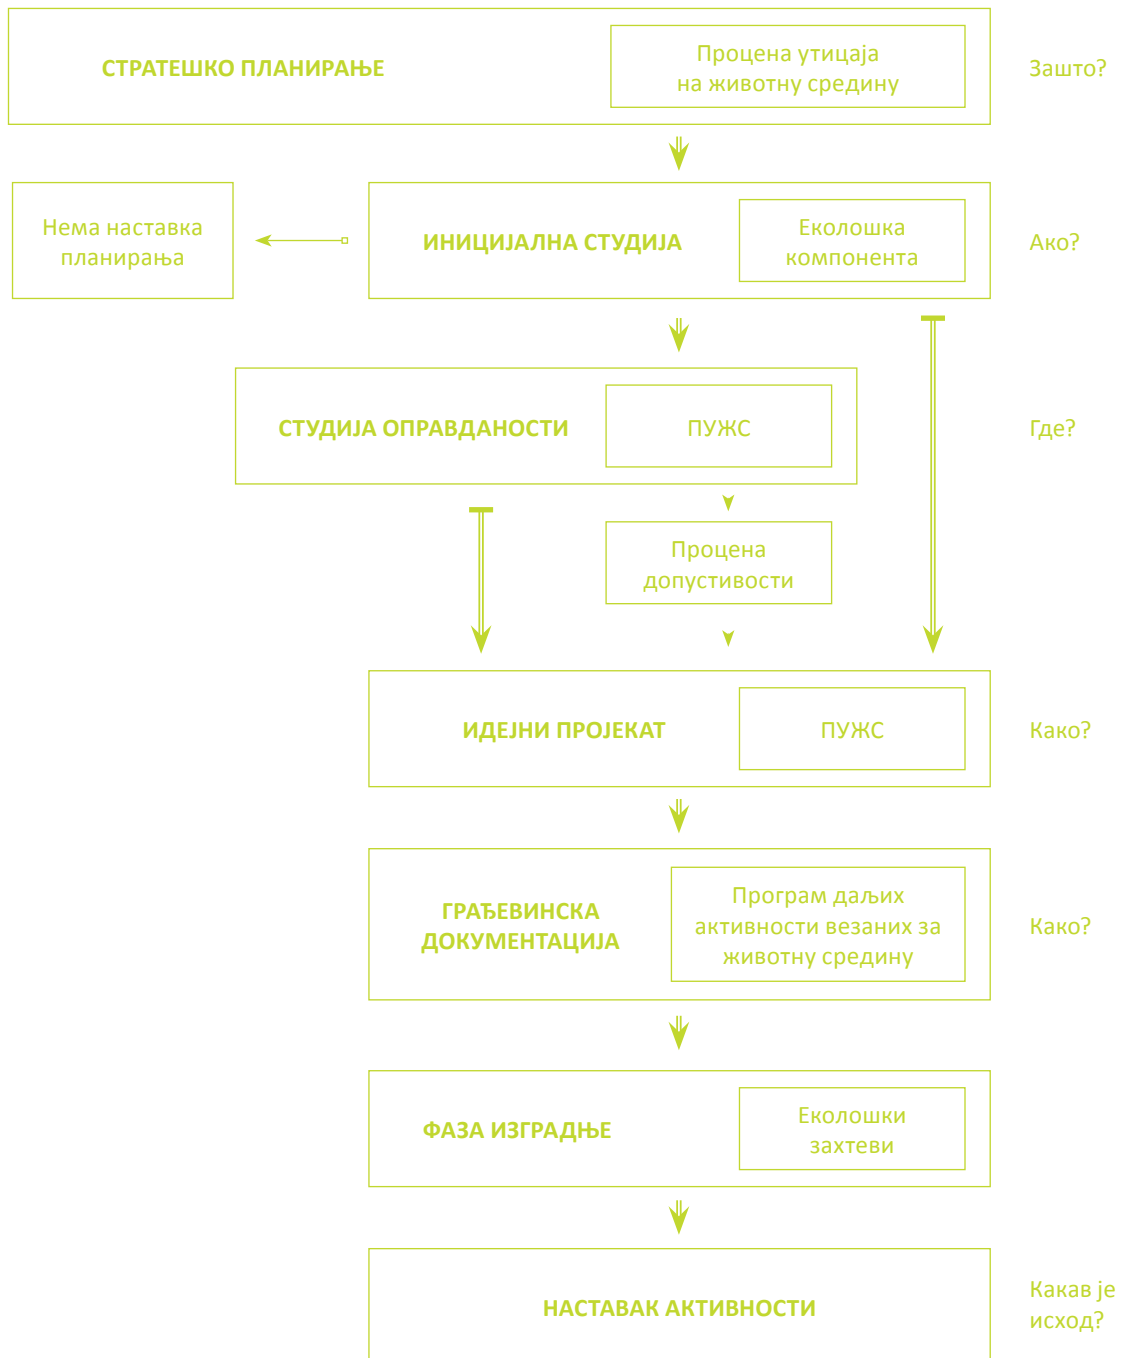 СТРАТЕШКО ПЛАНИРАЊЕ
Процена утицаја
на животну средину
Зашто?
Нема наставка
планирања
ИНИЦИЈАЛНА СТУДИЈА
Еколошка
компонента
Ако?
СТУДИЈА ОПРАВДАНОСТИ
ПУЖС
Где?
Процена
допустивости
ИДЕЈНИ ПРОЈЕКАТ
ПУЖС
Како?
ГРАЂЕВИНСКА
ДОКУМЕНТАЦИЈА
Програм даљих
активности везаних за
животну средину
Како?
ФАЗА ИЗГРАДЊЕ
Еколошки
захтеви
НАСТАВАК АКТИВНОСТИ
Какав је
исход?